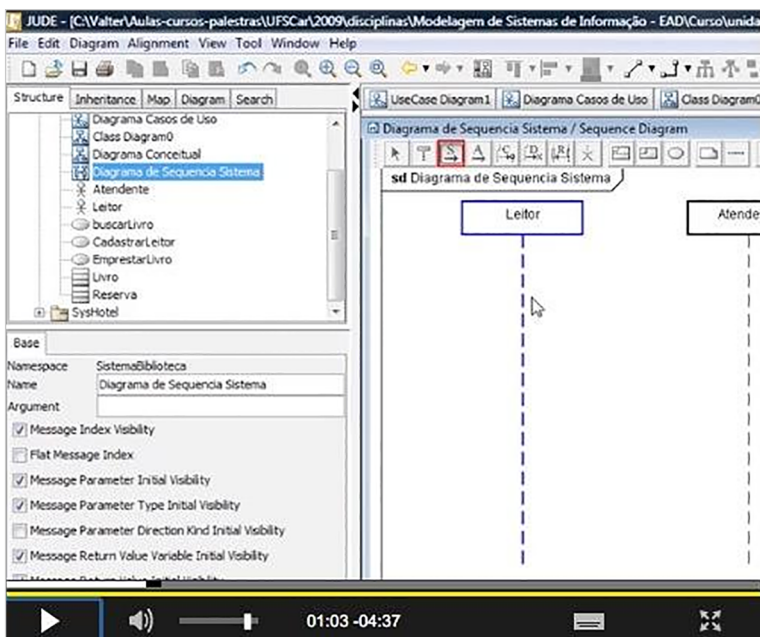 JUDE - [C:\Valter\Aulas-cursos-palestras\UFSCar\2009\disciplinas\Modelagem de Sistemas de Informação - EAD\Curso\unida
File Edit Diagram Alignment View Tool Window Help
Structure Inheritance Map Diagram Search
UseCase Diagram1 Diagrama Casos de Uso Class Diagram0
Diagrama Casos de Uso
Class Diagram0
Diagrama Conceitual
Diagrama de Sequencia Sistema
Atendente
Leitor
buscarLivro
CadastrarLeitor
EmprestarLivro
Livro
Reserva
SysHotel
Diagrama de Sequencia Sistema / Sequence Diagram
sd Diagrama de Sequencia Sistema
Leitor
Atende
Base
Namespace SistemaBiblioteca
Name Diagrama de Sequencia Sistema
Argument
Message Index Visibility
Flat Message Index
Message Parameter Initial Visibility
Message Parameter Type Initial Visibility
Message Parameter Direction Kind Initial Visibility
Message Return Value Variable Initial Visibility
01:03 -04:37